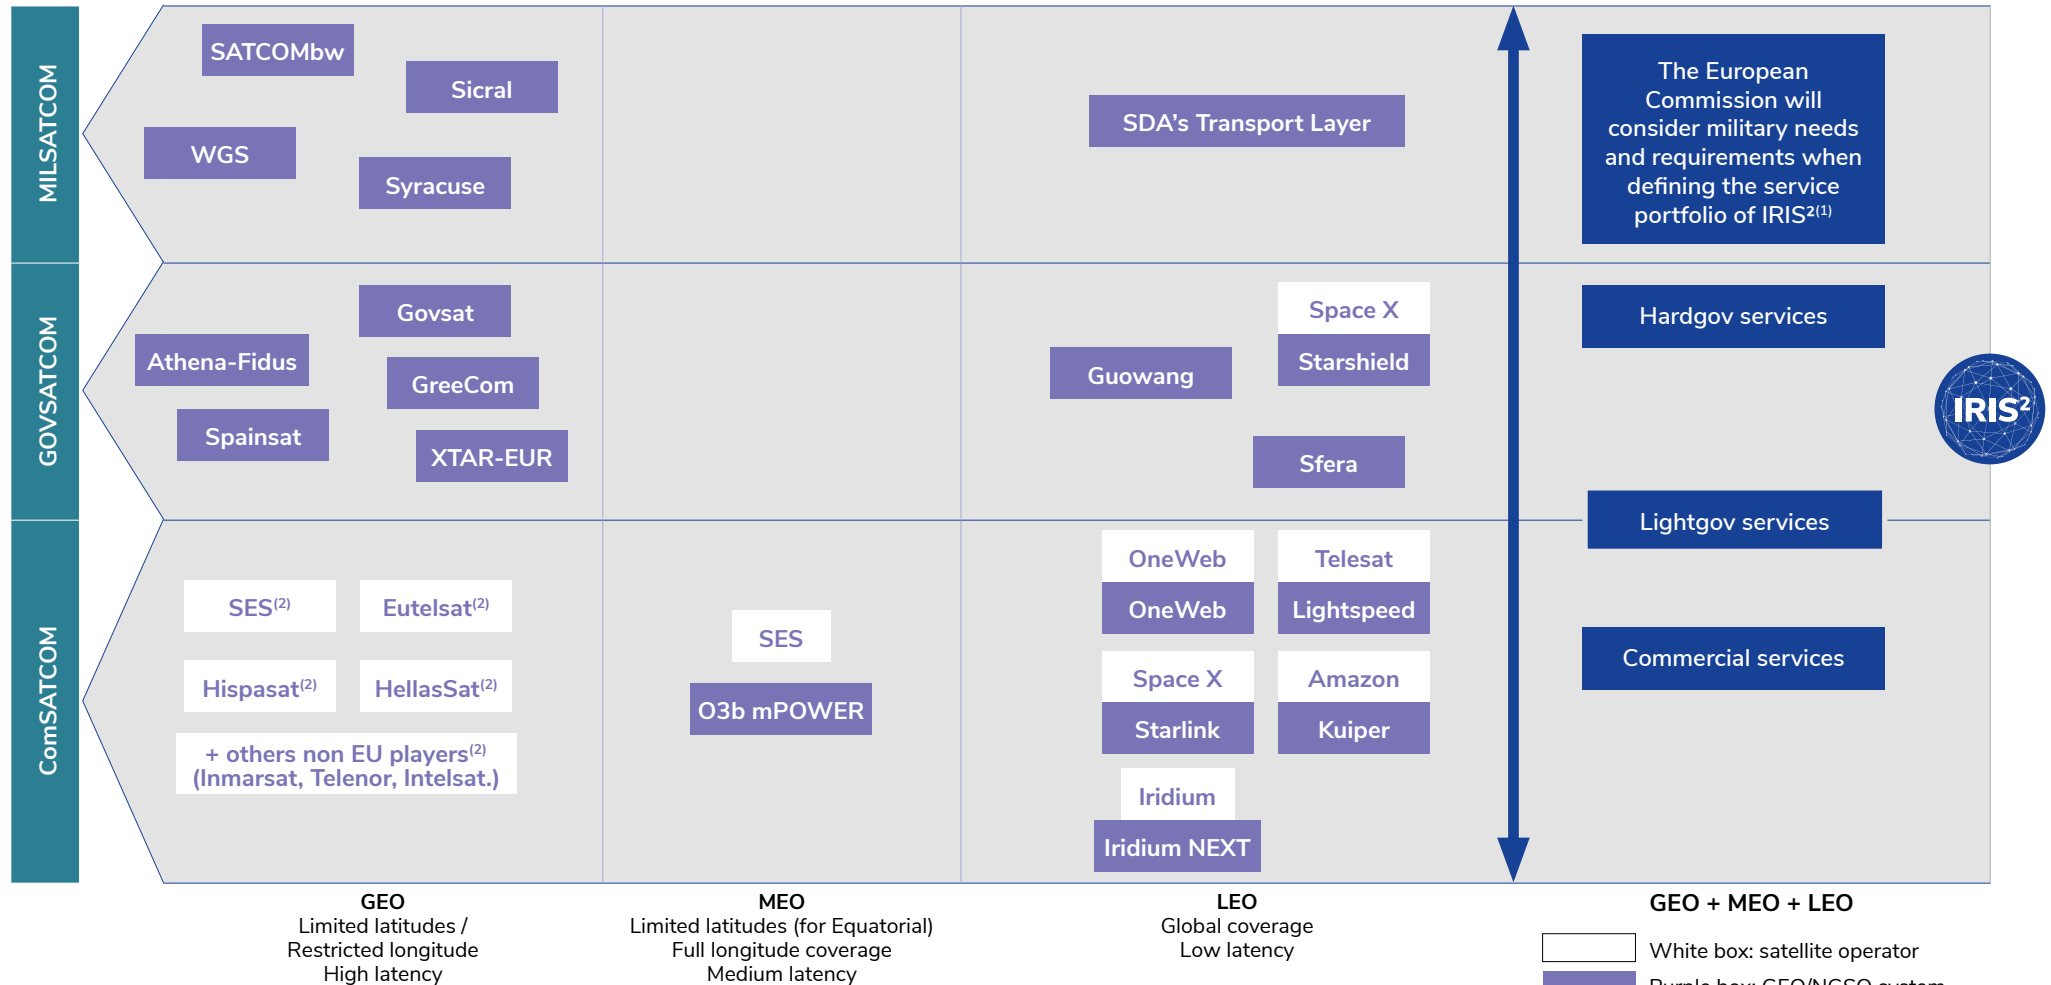 MILSATCOM
SATCOMbw
Sicral
WGS
Syracuse
SDA’s Transport Layer
The European
Commission will
consider military needs
and requirements when
defining the service
portfolio of IRIS²⁽¹⁾
GOVSATCOM
Govsat
Athena-Fidus
GreeCom
Spainsat
XTAR-EUR
Space X
Starshield
Guowang
Sfera
Hardgov services
IRIS²
Lightgov services
ComSATCOM
SES⁽²⁾
Eutelsat⁽²⁾
Hispasat⁽²⁾
HellasSat⁽²⁾
+ others non EU players⁽²⁾
(Inmarsat, Telenor, Intelsat.)
SES
O3b mPOWER
OneWeb
OneWeb
Telesat
Lightspeed
Space X
Starlink
Amazon
Kuiper
Iridium
Iridium NEXT
Commercial services
GEO
Limited latitudes /
Restricted longitude
High latency
MEO
Limited latitudes (for Equatorial)
Full longitude coverage
Medium latency
LEO
Global coverage
Low latency
GEO + MEO + LEO
White box: satellite operator
Purple box: GEO/NGSO system